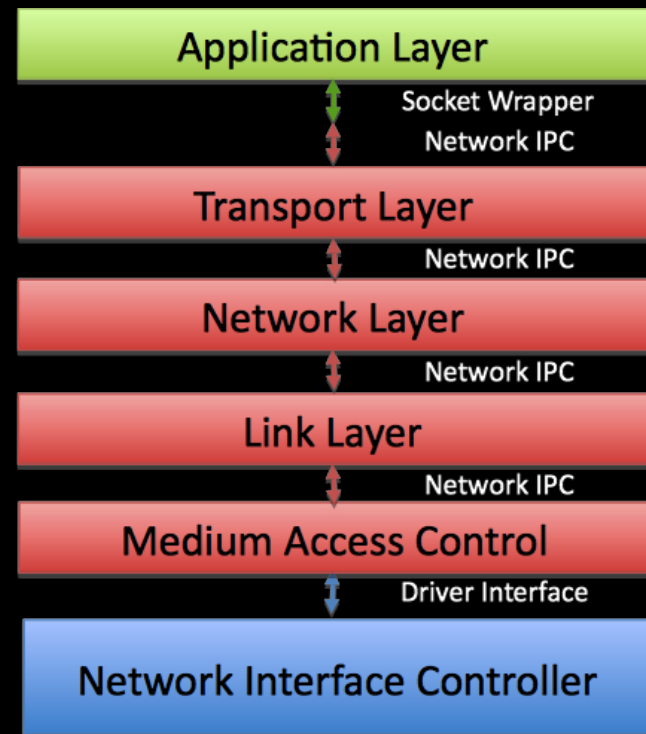 Application Layer
Socket Wrapper
Network IPC
Transport Layer
Network IPC
Network Layer
Network IPC
Link Layer
Network IPC
Medium Access Control
Driver Interface
Network Interface Controller